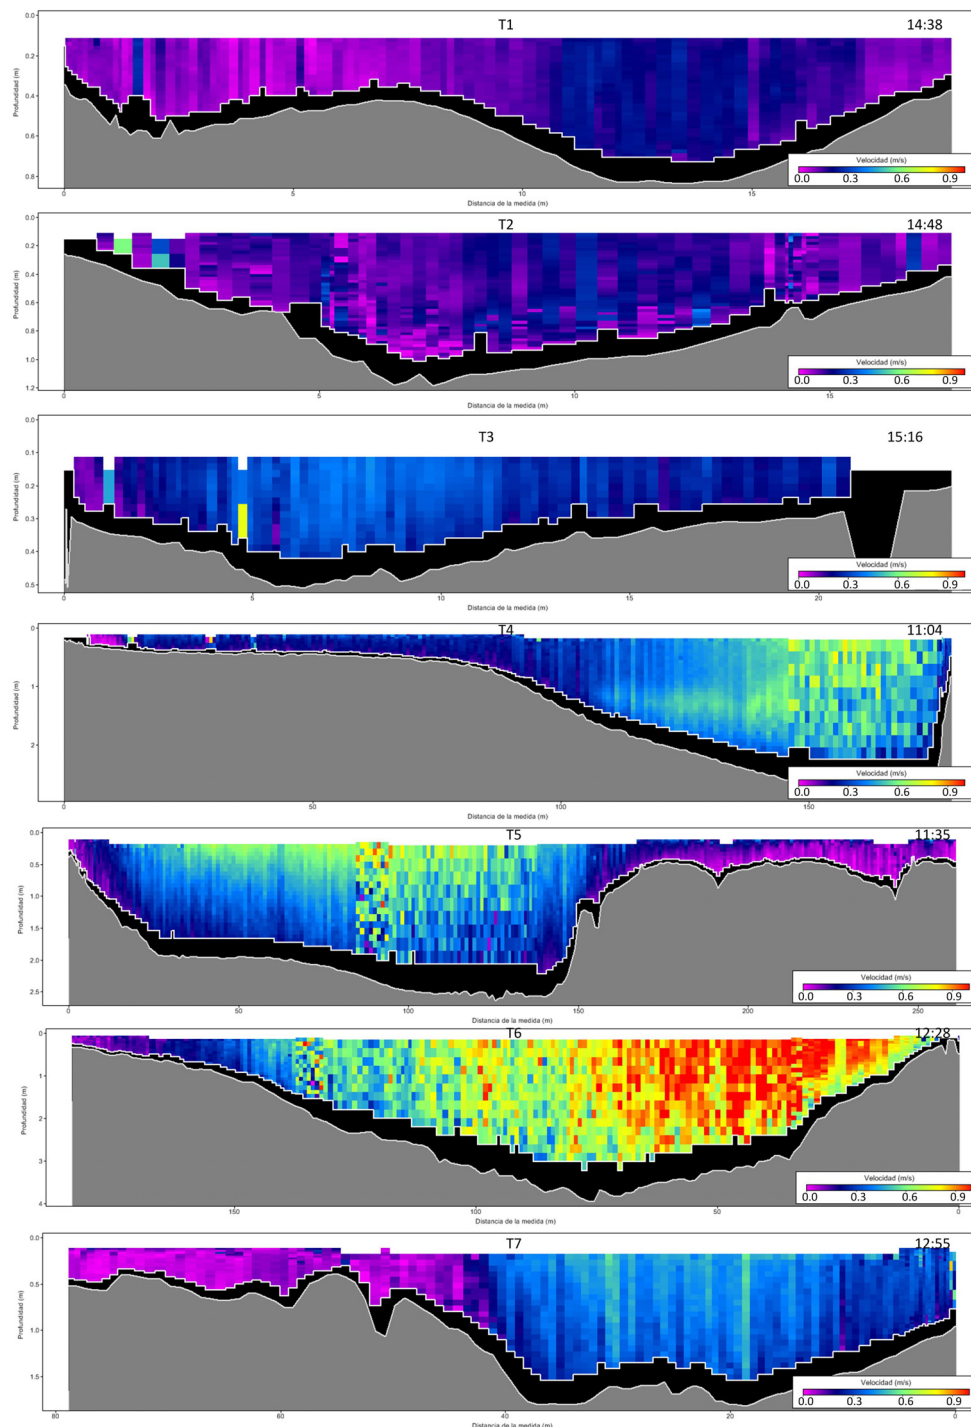 T1 14:38
Profundidad (m)
0.0
0.2
0.4
0.6
0.8
Velocidad (m/s)
0.0 0.3 0.6 0.9
0 5 10 15
Distancia de la medida (m)
T2 14:48
Profundidad (m)
0.0
0.2
0.4
0.6
0.8
1.0
1.2
Velocidad (m/s)
0.0 0.3 0.6 0.9
0 5 10 15
Distancia de la medida (m)
T3 15:16
Profundidad (m)
0.0
0.1
0.2
0.3
0.4
0.5
Velocidad (m/s)
0.0 0.3 0.6 0.9
0 5 10 15 20
Distancia de la medida (m)
T4 11:04
Profundidad (m)
0
1
2
Velocidad (m/s)
0.0 0.3 0.6 0.9
0 50 100 150
Distancia de la medida (m)
T5 11:35
Profundidad (m)
0.0
0.5
1.0
1.5
2.0
2.5
Velocidad (m/s)
0.0 0.3 0.6 0.9
0 50 100 150 200 250
Distancia de la medida (m)
T6 12:28
Profundidad (m)
0
1
2
3
4
Velocidad (m/s)
0.0 0.3 0.6 0.9
150 100 50 0
Distancia de la medida (m)
T7 12:55
Profundidad (m)
0.0
0.5
1.0
1.5
Velocidad (m/s)
0.0 0.3 0.6 0.9
80 60 40 20 0
Distancia de la medida (m)